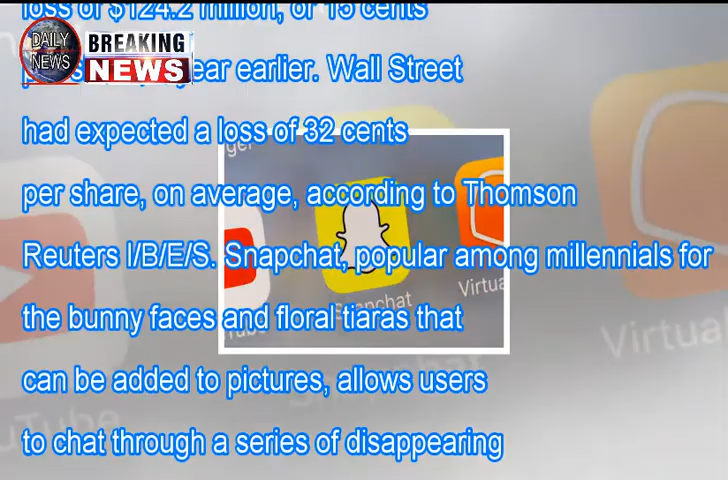 loss of $124.2 million, or 15 cents
DAILY
NEWS
BREAKING
NEWS
year earlier. Wall Street
had expected a loss of 32 cents
per share, on average, according to Thomson
Reuters I/B/E/S. Snapchat, popular among millennials for
the bunny faces and floral tiaras that
can be added to pictures, allows users
to chat through a series of disappearing
Snapchat
Virtual